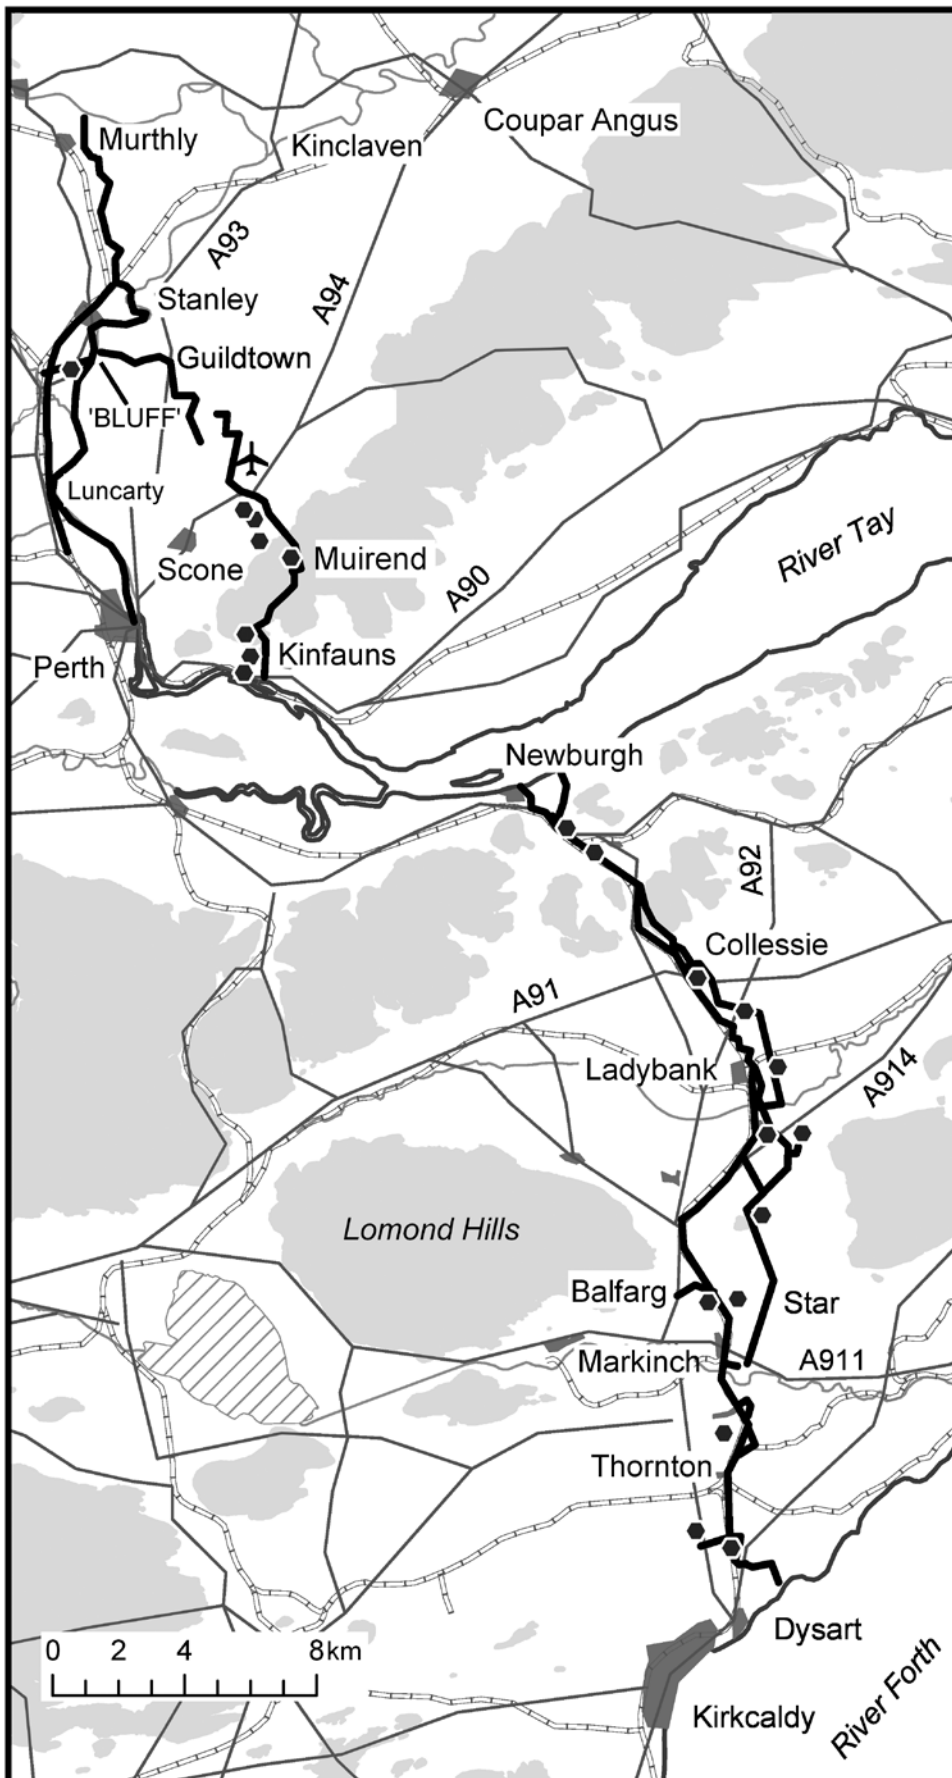 Murthly
Kinclaven
Coupar Angus
A93
A94
Stanley
Guildtown
'BLUFF'
Luncarty
Scone
Muirend
A90
River Tay
Perth
Kinfauns
Newburgh
A92
Collessie
A91
Ladybank
A914
Lomond Hills
Balfarg
Star
Markinch
A911
Thornton
Dysart
0 2 4 8km
Kirkcaldy
River Forth